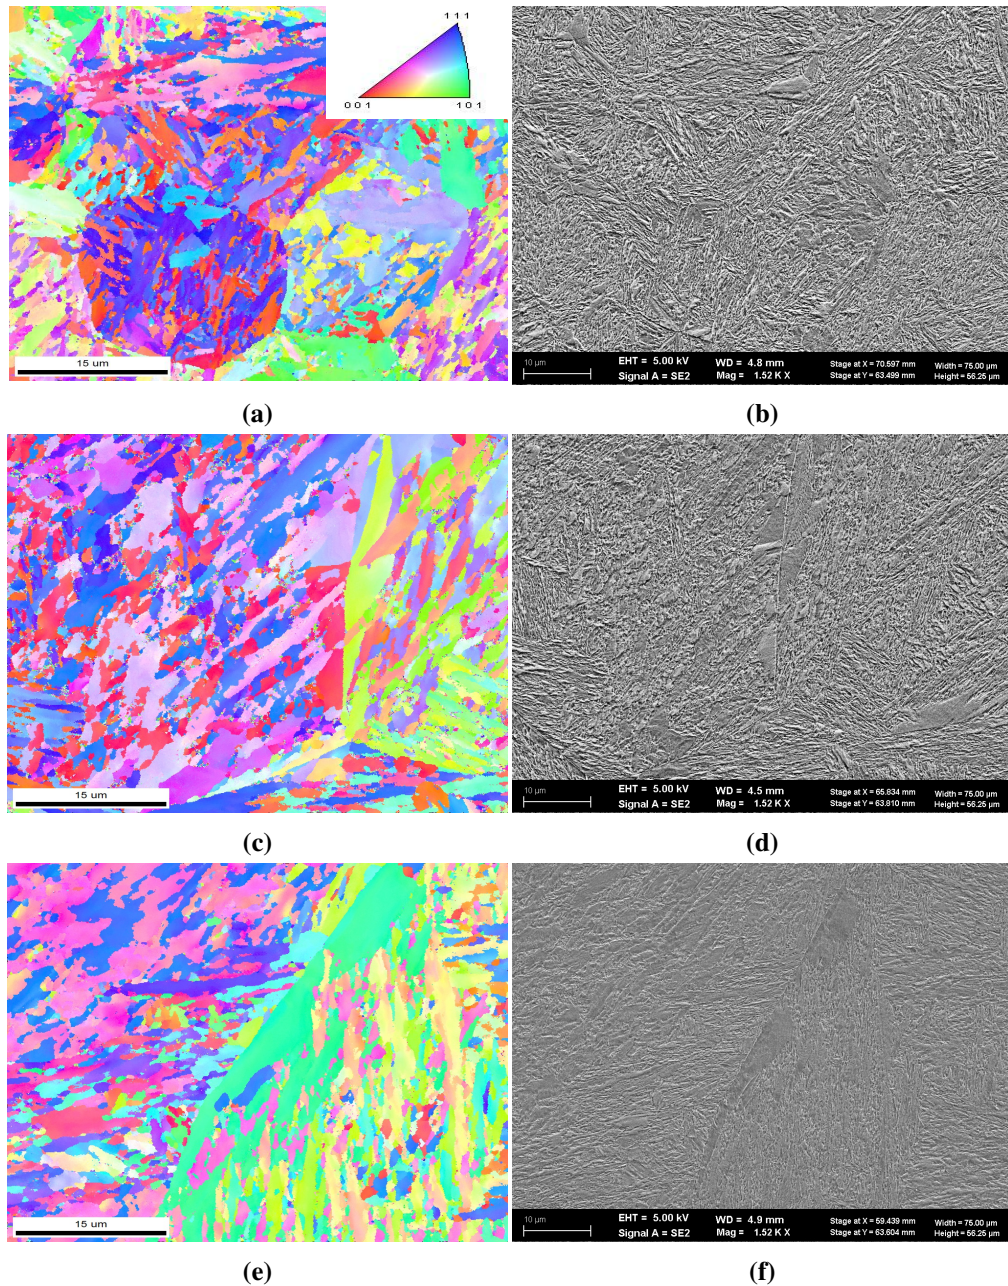 1 1 1
0 0 1
1 0 1
15 um
10 µm
EHT = 5.00 kV
WD = 4.8 mm
Stage at X = 70.597 mm
Width = 75.00 µm
Signal A = SE2
Mag = 1.52 K X
Stage at Y = 63.499 mm
Height = 56.25 µm
(a)
(b)
15 um
10 µm
EHT = 5.00 kV
WD = 4.5 mm
Stage at X = 65.834 mm
Width = 75.00 µm
Signal A = SE2
Mag = 1.52 K X
Stage at Y = 63.810 mm
Height = 56.25 µm
(c)
(d)
15 um
10 µm
EHT = 5.00 kV
WD = 4.9 mm
Stage at X = 59.439 mm
Width = 75.00 µm
Signal A = SE2
Mag = 1.52 K X
Stage at Y = 63.604 mm
Height = 56.25 µm
(e)
(f)